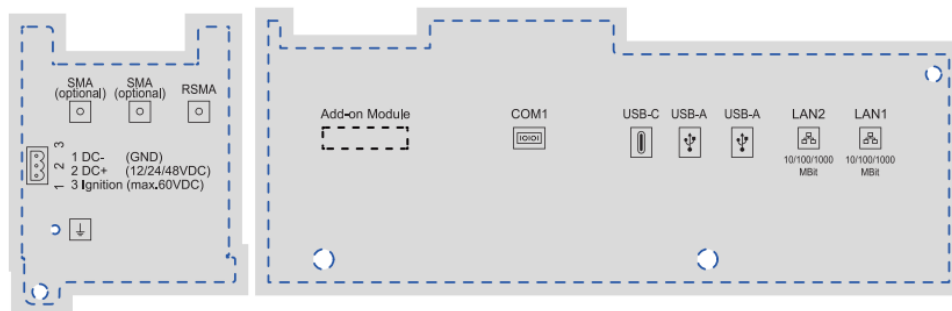 SMA
(optional)
SMA
(optional)
RSMA
3
2
1
1 DC- (GND)
2 DC+ (12/24/48VDC)
3 Ignition (max.60VDC)
Add-on Module
COM1
IOIOI
USB-C
USB-A
USB-A
LAN2
LAN1
10/100/1000
MBit
10/100/1000
MBit